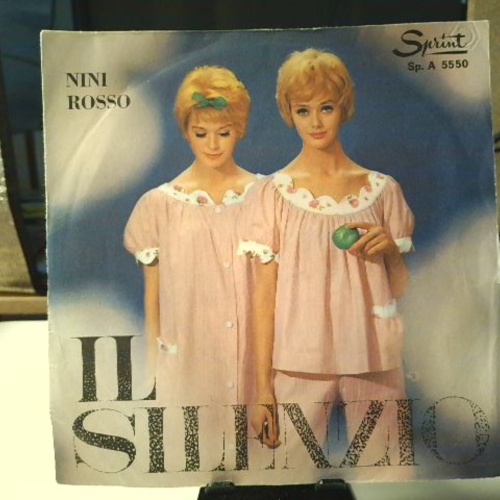 Sprint
Sp. A 5550
NINI
ROSSO
IL
SILENZIO